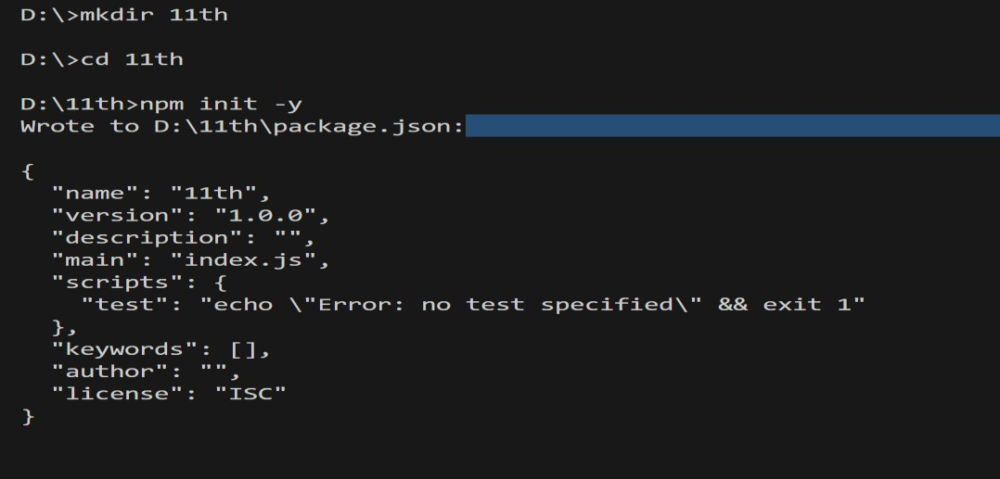 D:\>mkdir 11th
D:\>cd 11th
D:\11th>npm init -y
Wrote to D:\11th\package.json:
{
  "name": "11th",
  "version": "1.0.0",
  "description": "",
  "main": "index.js",
  "scripts": {
    "test": "echo \"Error: no test specified\" && exit 1"
  },
  "keywords": [],
  "author": "",
  "license": "ISC"
}